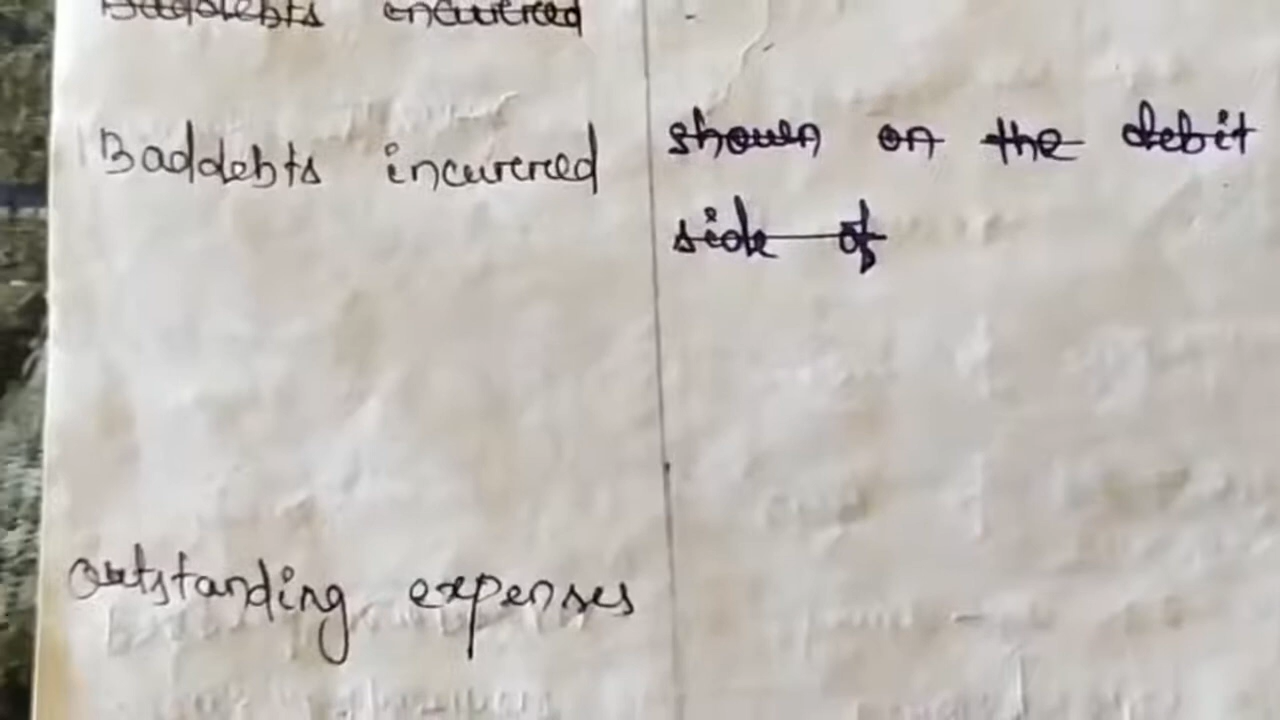 Baddebts incurred
Baddebts incurred shown on the debit
side of
Outstanding expenses